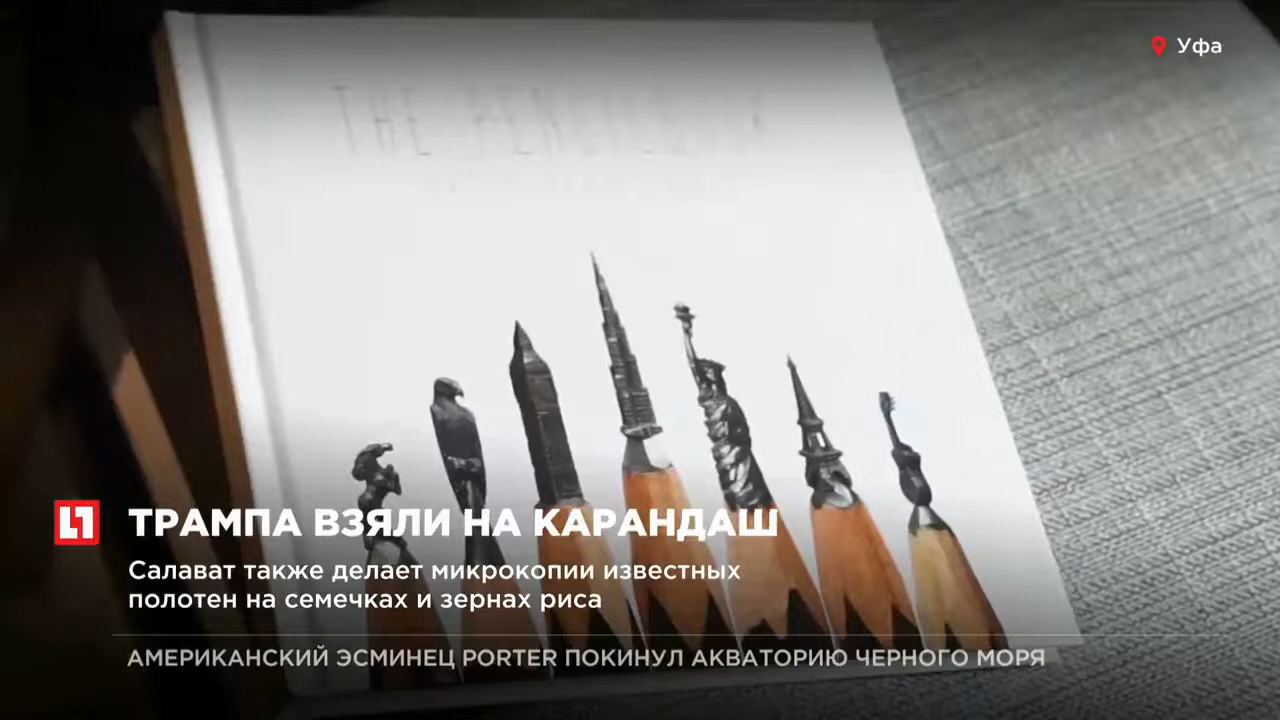 Уфа
THE
ТРАМПА ВЗЯЛИ НА КАРАНДАШ
Салават также делает микрокопии известных
полотен на семечках и зернах риса
АМЕРИКАНСКИЙ ЭСМИНЕЦ PORTER ПОКИНУЛ АКВАТОРИЮ ЧЕРНОГО МОРЯ